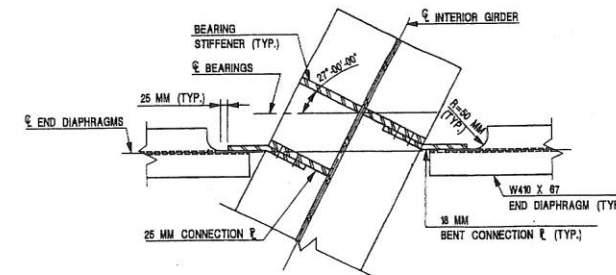 ℄ INTERIOR GIRDER
BEARING
STIFFENER (TYP.)
27°-00'-00"
℄ BEARINGS
25 MM (TYP.)
R=50 MM
(TYP.)
℄ END DIAPHRAGMS
W410 X 67
END DIAPHRAGM (TYP
25 MM CONNECTION ℄
18 MM
BENT CONNECTION ℄ (TYP.)